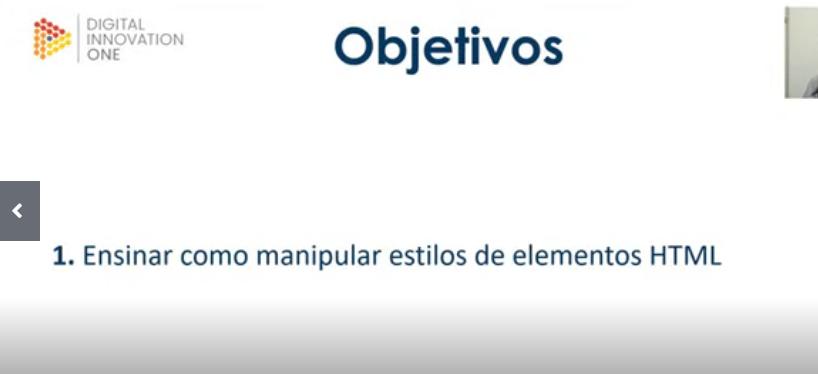 DIGITAL
INNOVATION
ONE
Objetivos
1. Ensinar como manipular estilos de elementos HTML